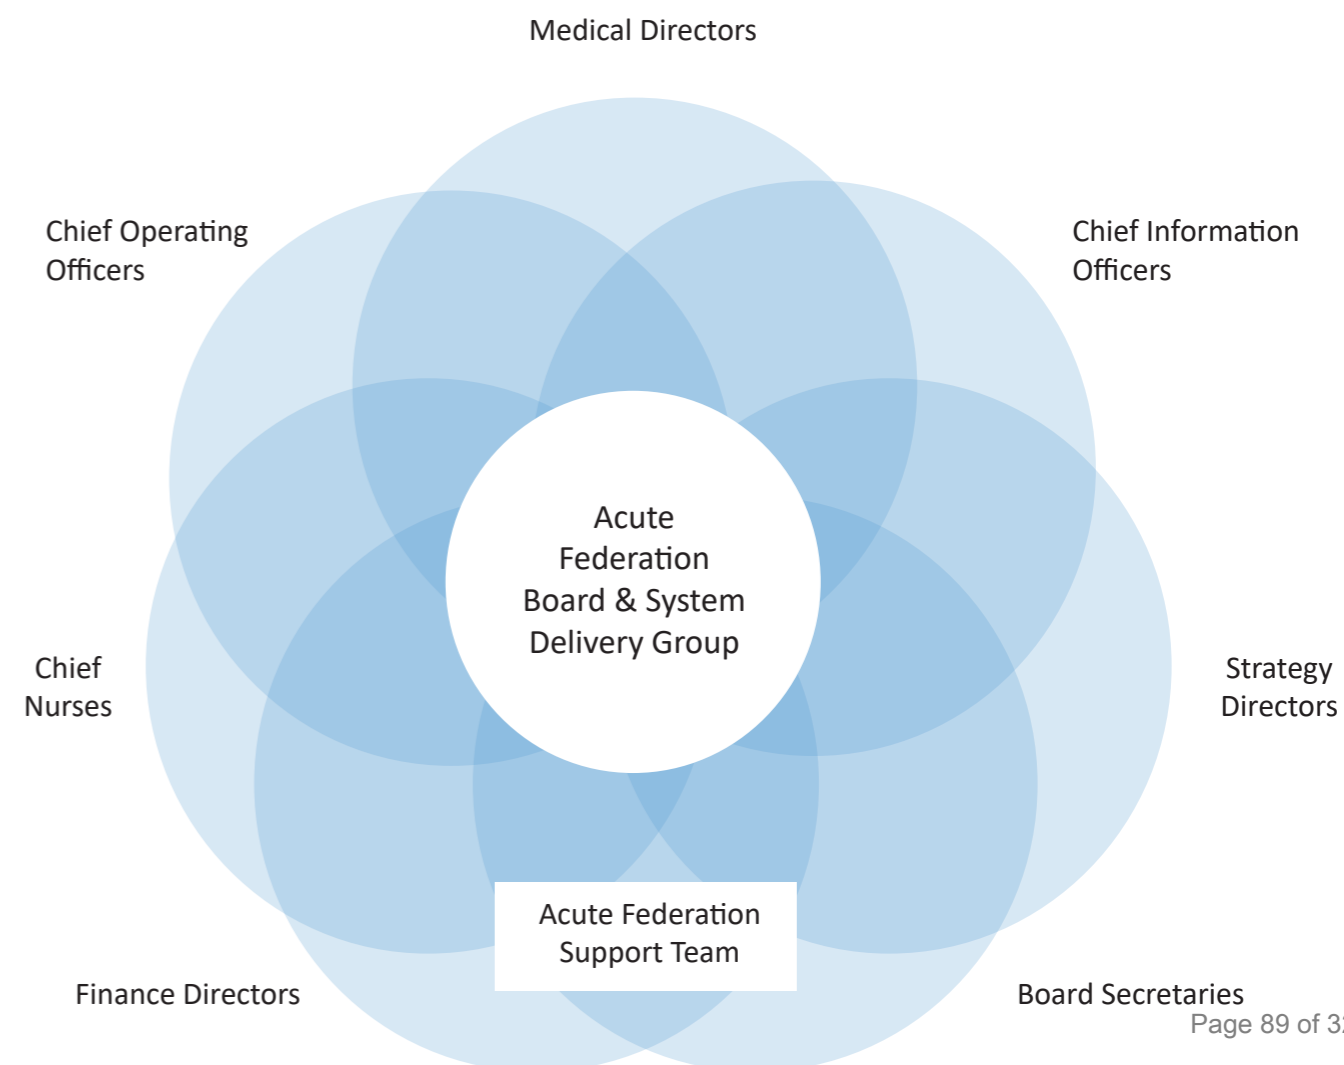 Medical Directors
Chief Operating
Officers
Chief Information
Officers
Acute
Federation
Board & System
Delivery Group
Chief
Nurses
Strategy
Directors
Acute Federation
Support Team
Finance Directors
Board Secretaries
Page 89 of 32